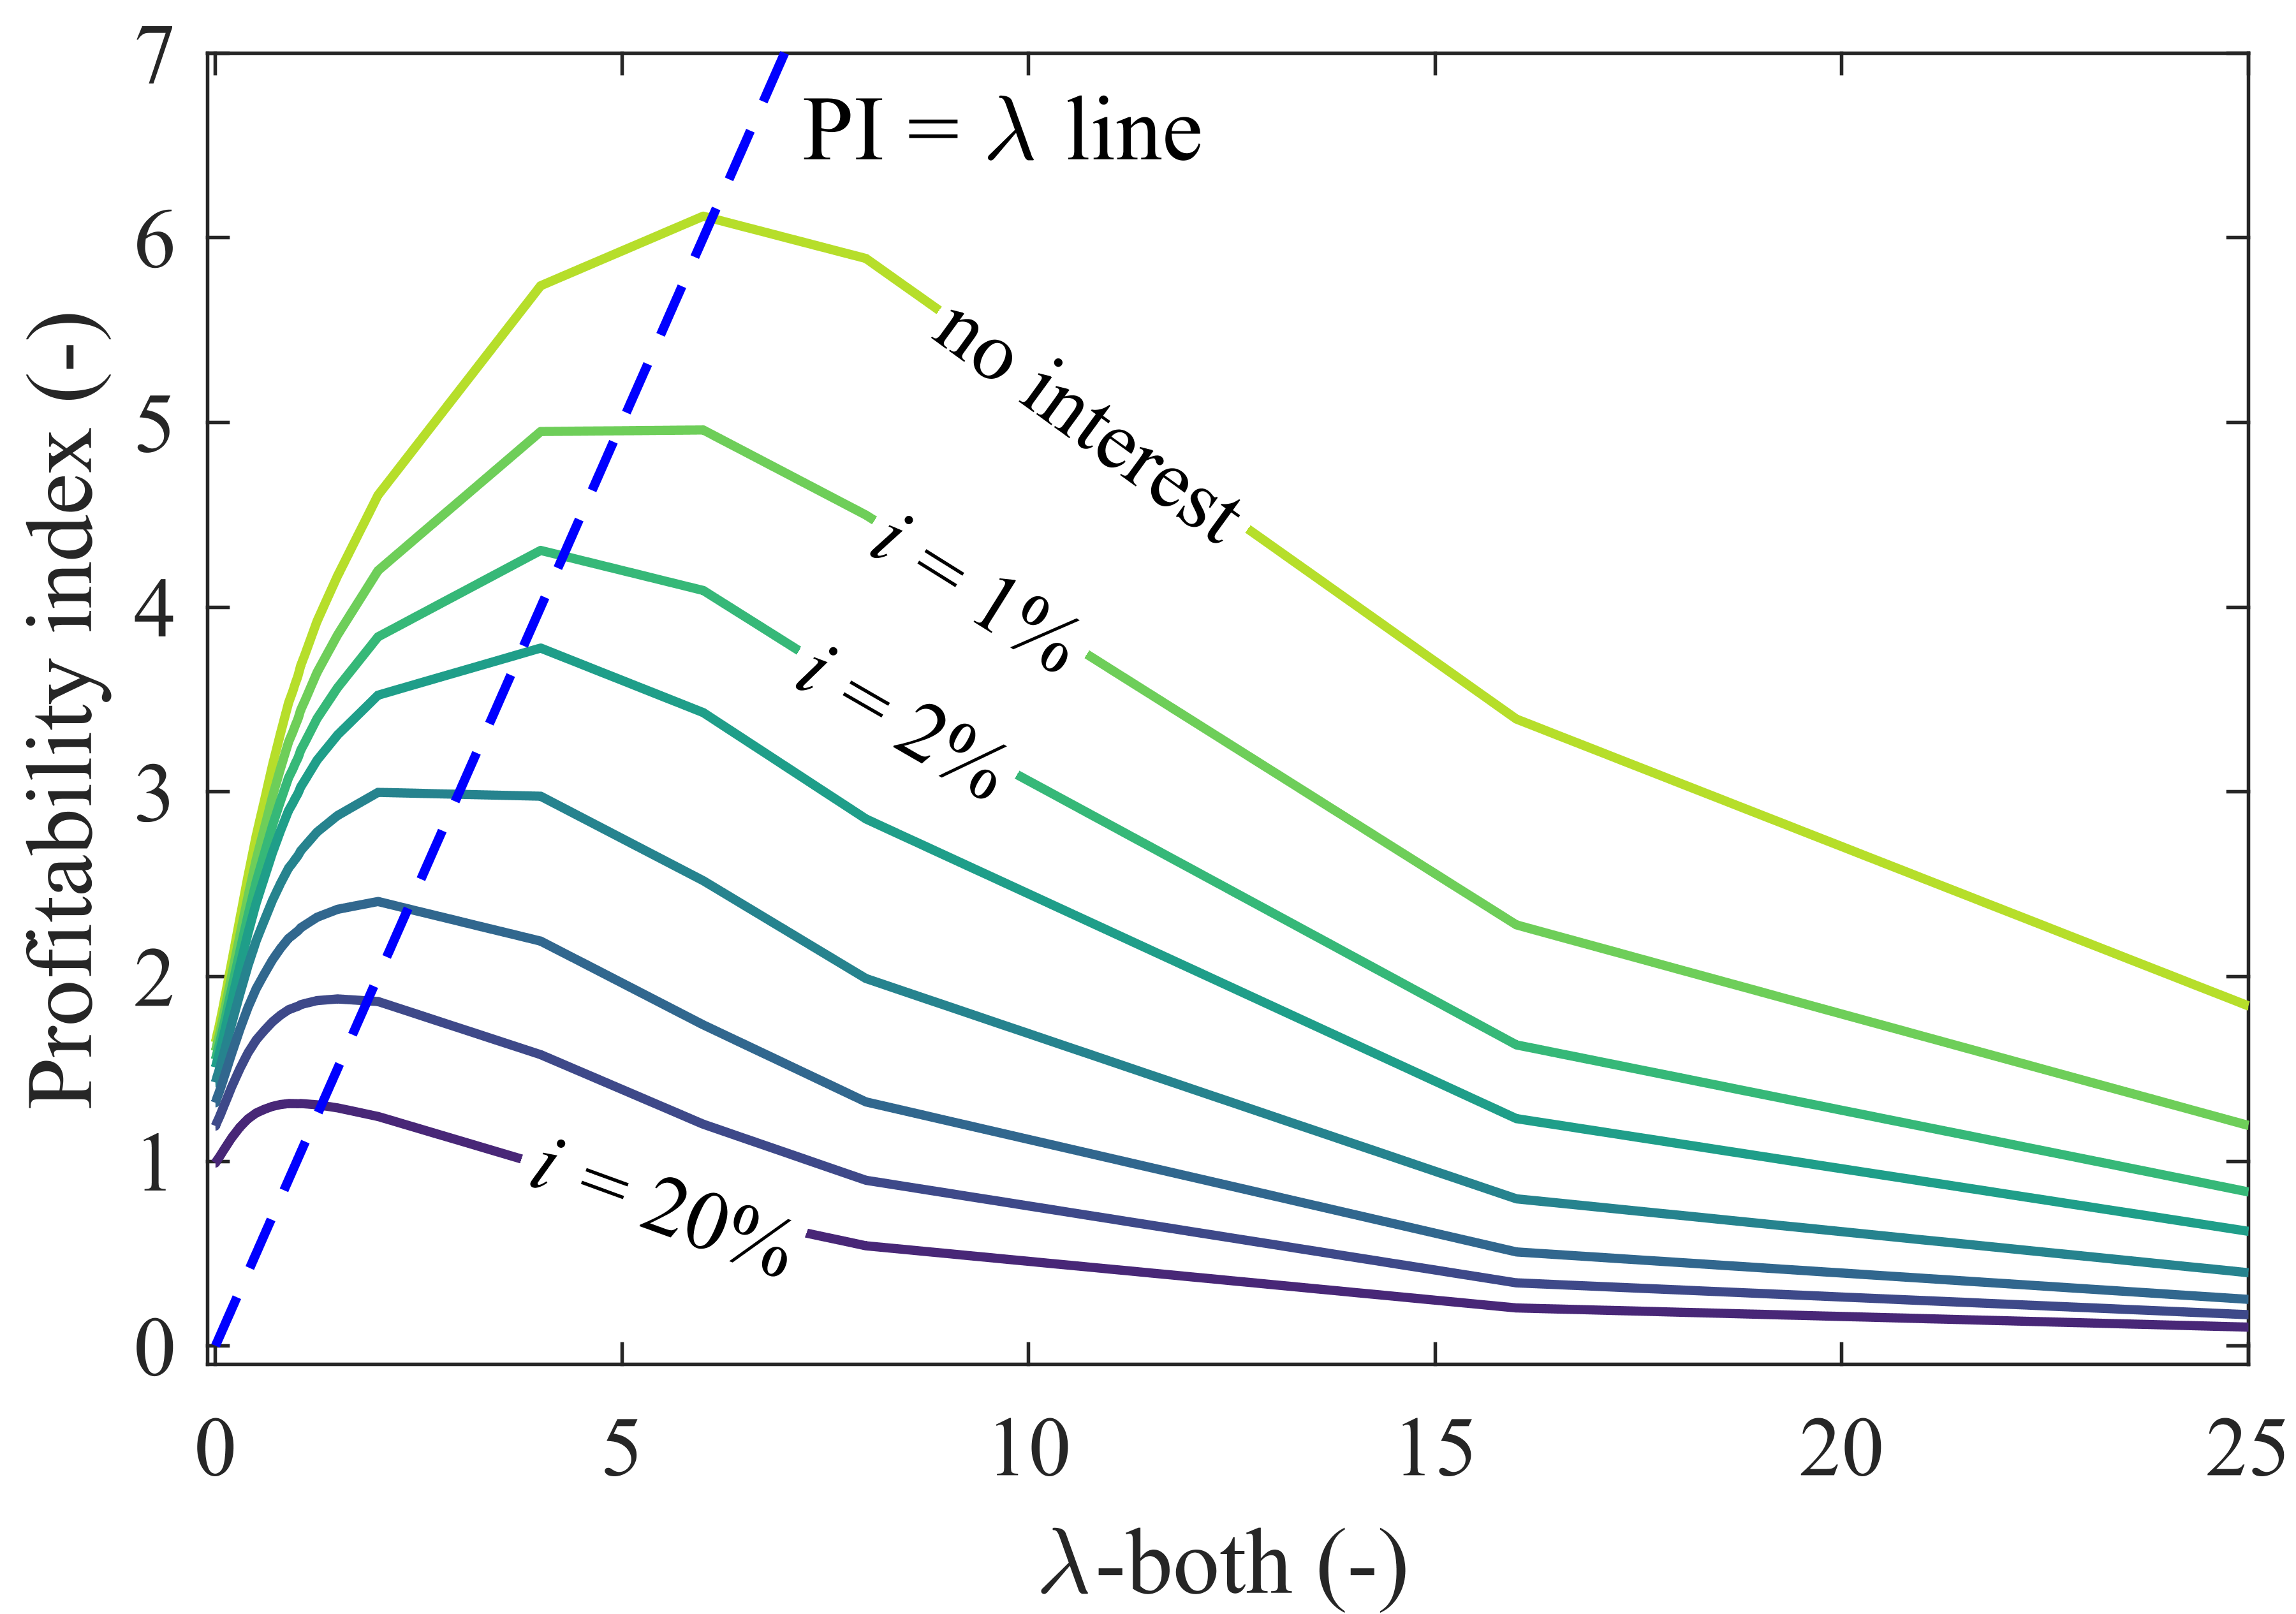 7
6
5
4
3
2
1
0
Profitability index (-)
PI = λ line
no interest
i = 1%
i = 2%
i = 20%
0 5 10 15 20 25
λ-both (-)